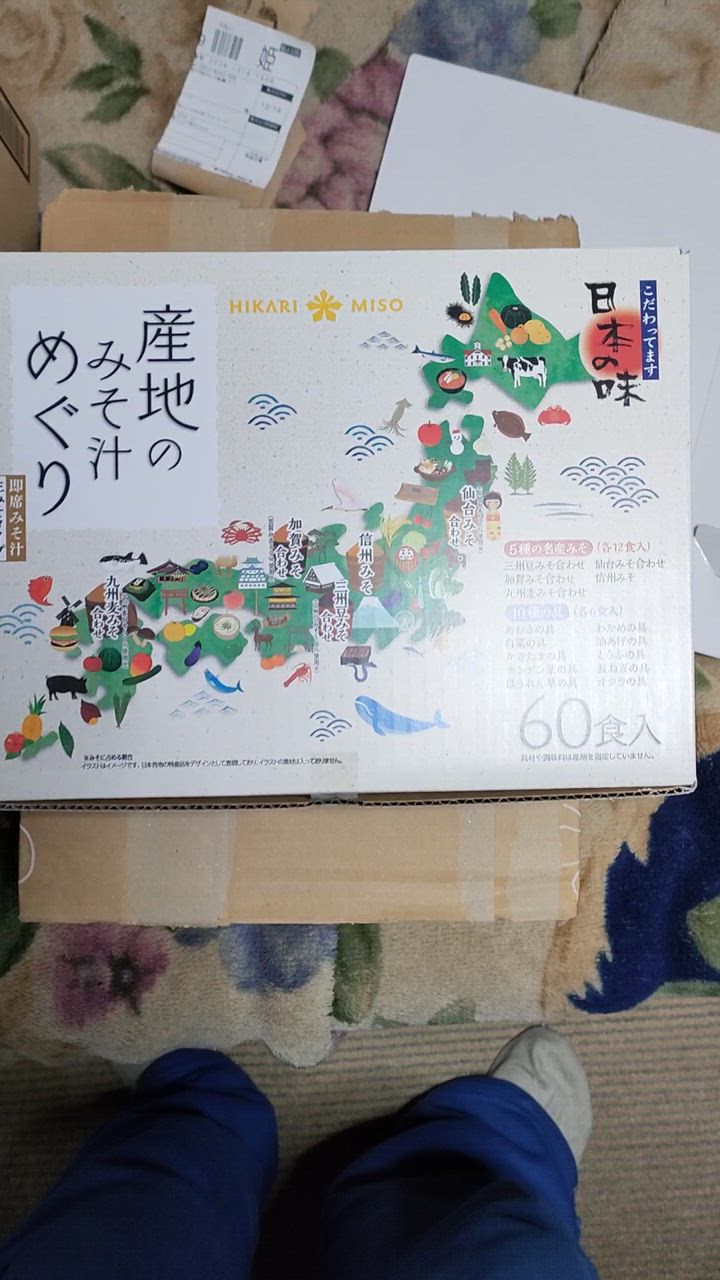 姫
HIKARI MISO
産地の
みそ汁
めぐり
即席みそ汁
こだわってます
日本の味
仙台みそ
合わせ
加賀みそ
合わせ
信州みそ
三州豆みそ
合わせ
九州麦みそ
合わせ
5種の名産みそ (各12食入)
三州豆みそ合わせ 仙台みそ合わせ
加賀みそ合わせ 信州みそ
九州麦みそ合わせ
10種の具 (各6食入)
あおさの具 わかめの具
白菜の具 油あげの具
かきたまの具 とうふの具
チンゲン菜の具 長ねぎの具
ほうれん草の具 オクラの具
60食入
具材や調味料は産地を指定していません。
※みそに占める割合
イラストはイメージです。日本各地の特産品をデザインとして表現しており、イラストの素材は入っておりません。